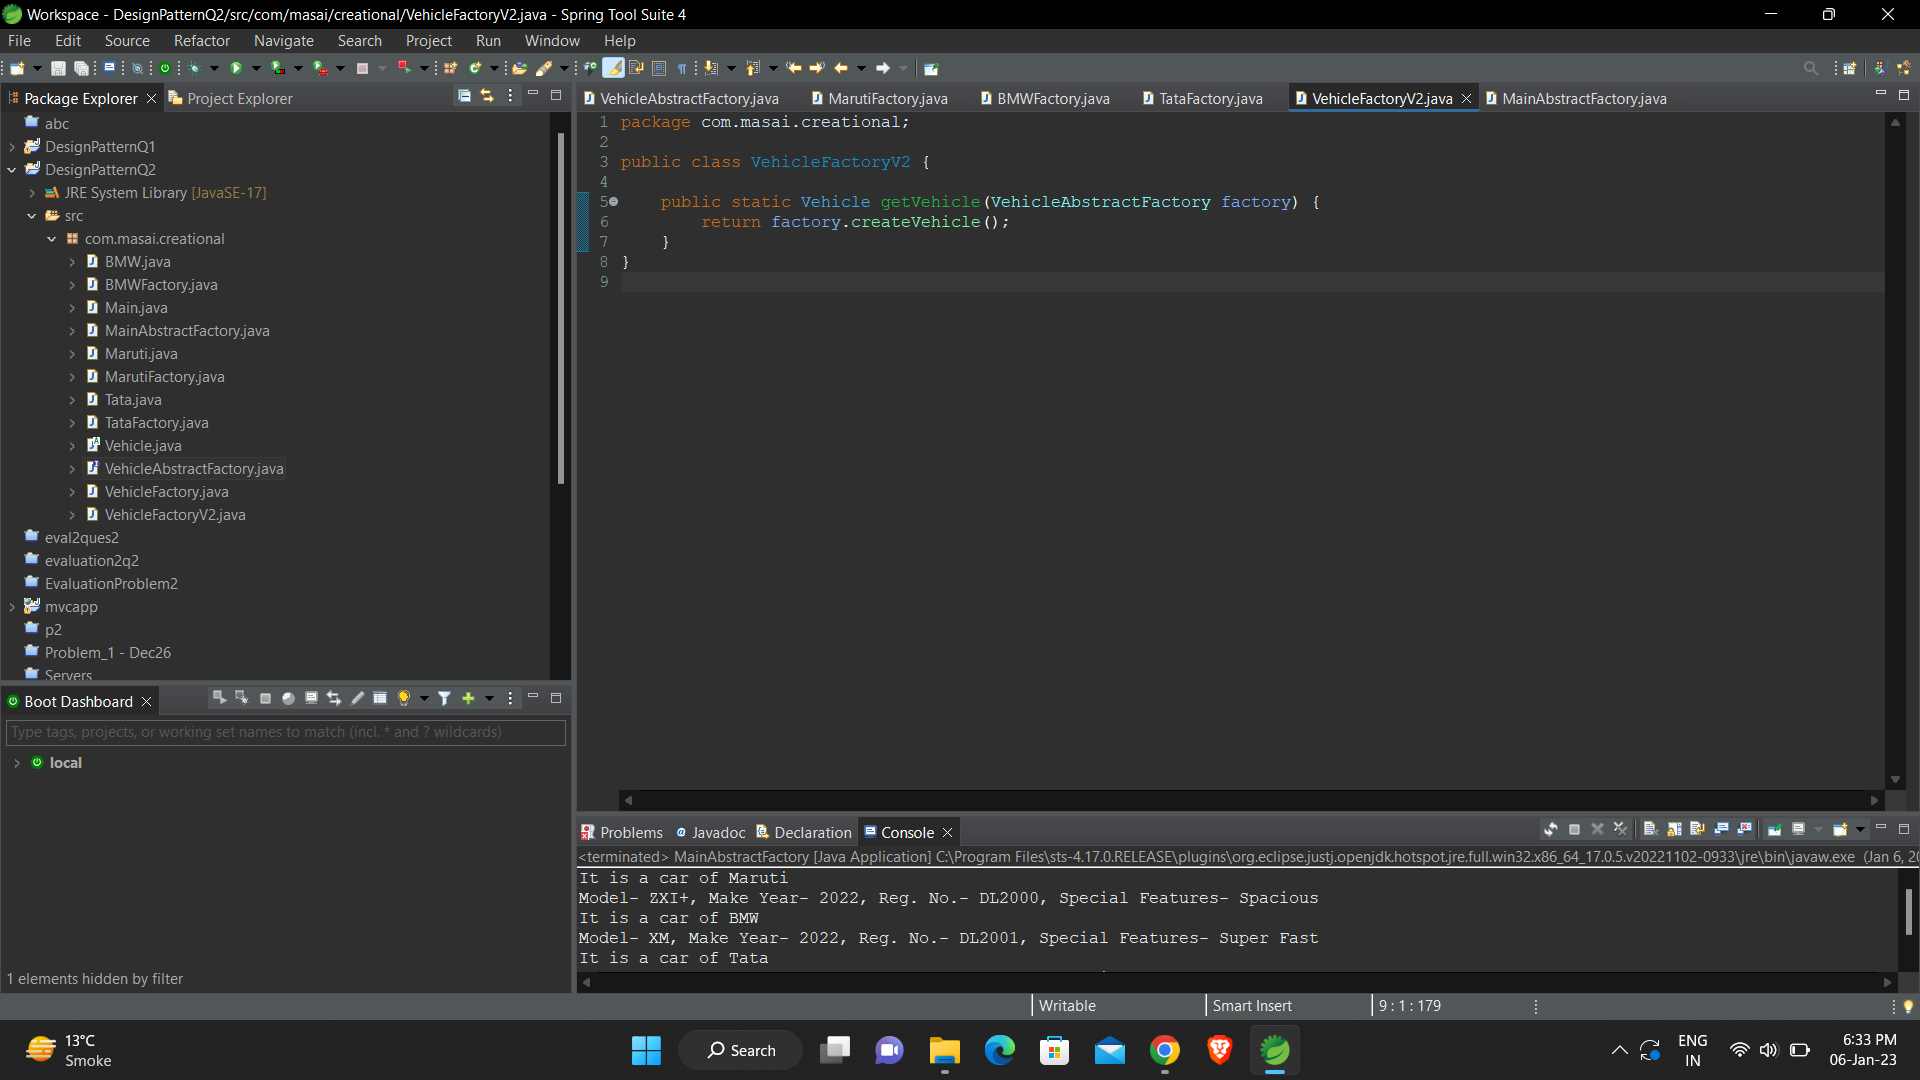 Workspace - DesignPatternQ2/src/com/masai/creational/VehicleFactoryV2.java - Spring Tool Suite 4
File Edit Source Refactor Navigate Search Project Run Window Help
Package Explorer Project Explorer
abc
DesignPatternQ1
DesignPatternQ2
JRE System Library [JavaSE-17]
src
com.masai.creational
BMW.java
BMWFactory.java
Main.java
MainAbstractFactory.java
Maruti.java
MarutiFactory.java
Tata.java
TataFactory.java
Vehicle.java
VehicleAbstractFactory.java
VehicleFactory.java
VehicleFactoryV2.java
eval2ques2
evaluation2q2
EvaluationProblem2
mvcapp
p2
Problem_1 - Dec26
Servers
Boot Dashboard
Type tags, projects, or working set names to match (incl. * and ? wildcards)
local
1 elements hidden by filter
VehicleAbstractFactory.java MarutiFactory.java BMWFactory.java TataFactory.java VehicleFactoryV2.java MainAbstractFactory.java
1 package com.masai.creational;
2
3 public class VehicleFactoryV2 {
4
5 public static Vehicle getVehicle(VehicleAbstractFactory factory) {
6 return factory.createVehicle();
7 }
8 }
9
Problems Javadoc Declaration Console
<terminated> MainAbstractFactory [Java Application] C:\Program Files\sts-4.17.0.RELEASE\plugins\org.eclipse.justj.openjdk.hotspot.jre.full.win32.x86_64_17.0.5.v20221102-0933\jre\bin\javaw.exe (Jan 6, 20
It is a car of Maruti
Model- ZXI+, Make Year- 2022, Reg. No.- DL2000, Special Features- Spacious
It is a car of BMW
Model- XM, Make Year- 2022, Reg. No.- DL2001, Special Features- Super Fast
It is a car of Tata
Writable Smart Insert 9 : 1 : 179
13°C
Smoke
Search
ENG
IN
6:33 PM
06-Jan-23